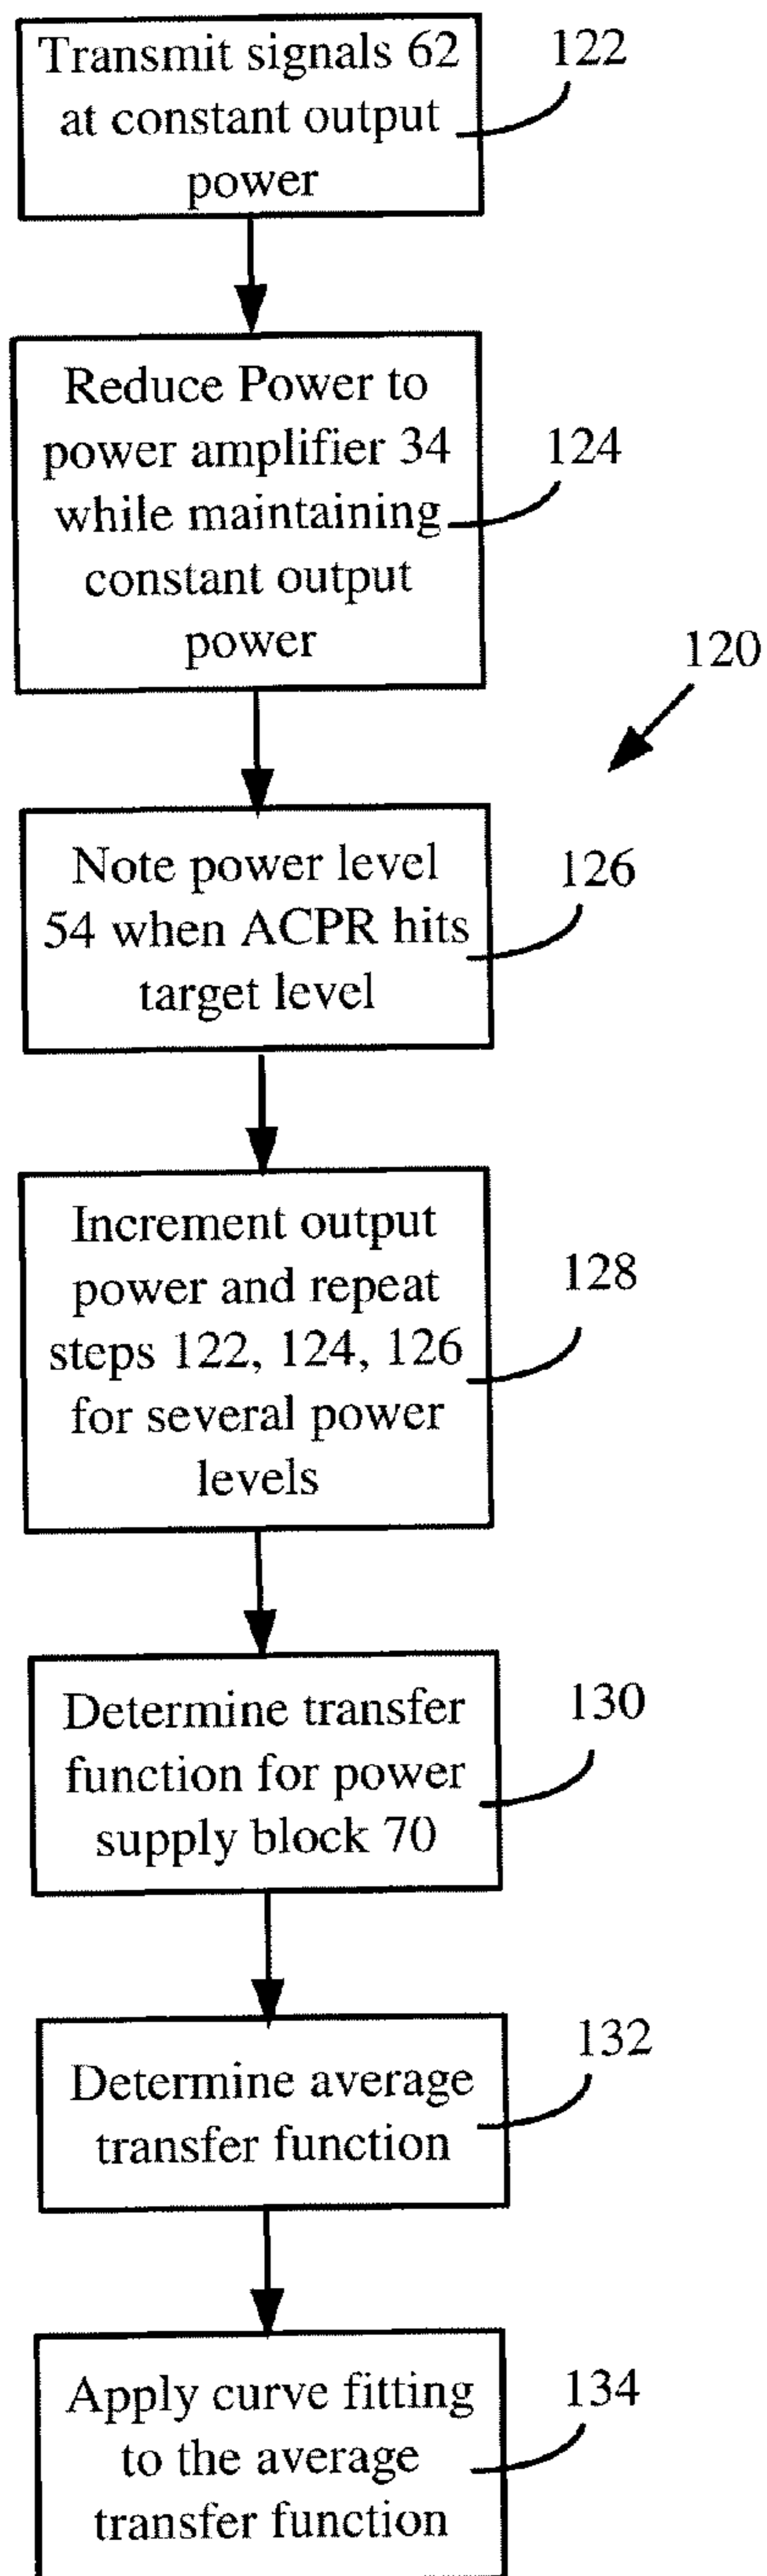 Transmit signals 62
at constant output
power
122
Reduce Power to
power amplifier 34
while maintaining
constant output
power
124
120
Note power level
54 when ACPR hits
target level
126
Increment output
power and repeat
steps 122, 124, 126
for several power
levels
128
Determine transfer
function for power
supply block 70
130
Determine average
transfer function
132
Apply curve fitting
to the average
transfer function
134